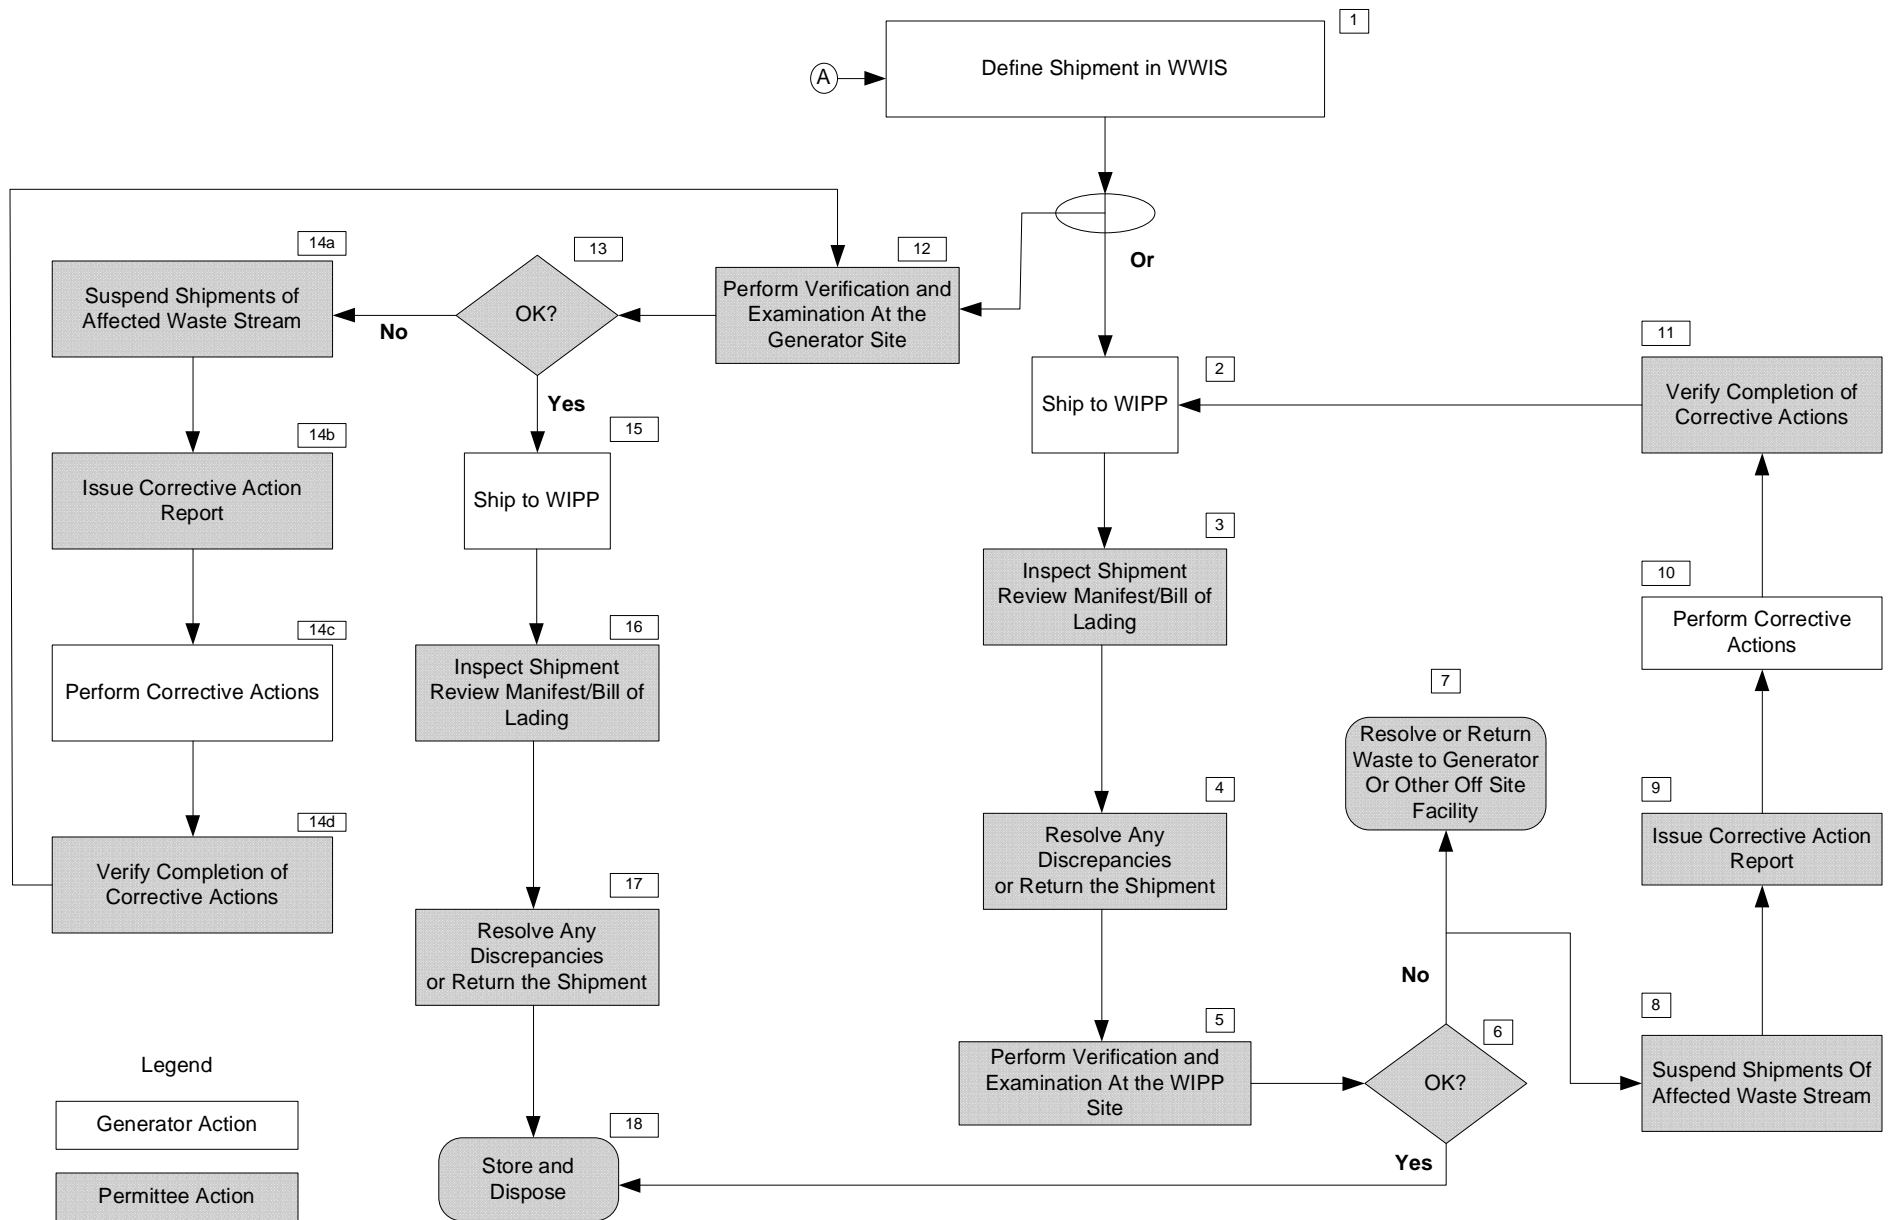 1
Define Shipment in WWIS
A
Or
14a
Suspend Shipments of
Affected Waste Stream
No
13
OK?
Yes
12
Perform Verification and
Examination At the
Generator Site
14b
Issue Corrective Action
Report
14c
Perform Corrective Actions
14d
Verify Completion of
Corrective Actions
15
Ship to WIPP
16
Inspect Shipment
Review Manifest/Bill of
Lading
17
Resolve Any
Discrepancies
or Return the Shipment
18
Store and
Dispose
2
Ship to WIPP
3
Inspect Shipment
Review Manifest/Bill of
Lading
4
Resolve Any
Discrepancies
or Return the Shipment
5
Perform Verification and
Examination At the WIPP
Site
6
OK?
No
Yes
7
Resolve or Return
Waste to Generator
Or Other Off Site
Facility
8
Suspend Shipments Of
Affected Waste Stream
9
Issue Corrective Action
Report
10
Perform Corrective
Actions
11
Verify Completion of
Corrective Actions
Legend
Generator Action
Permittee Action